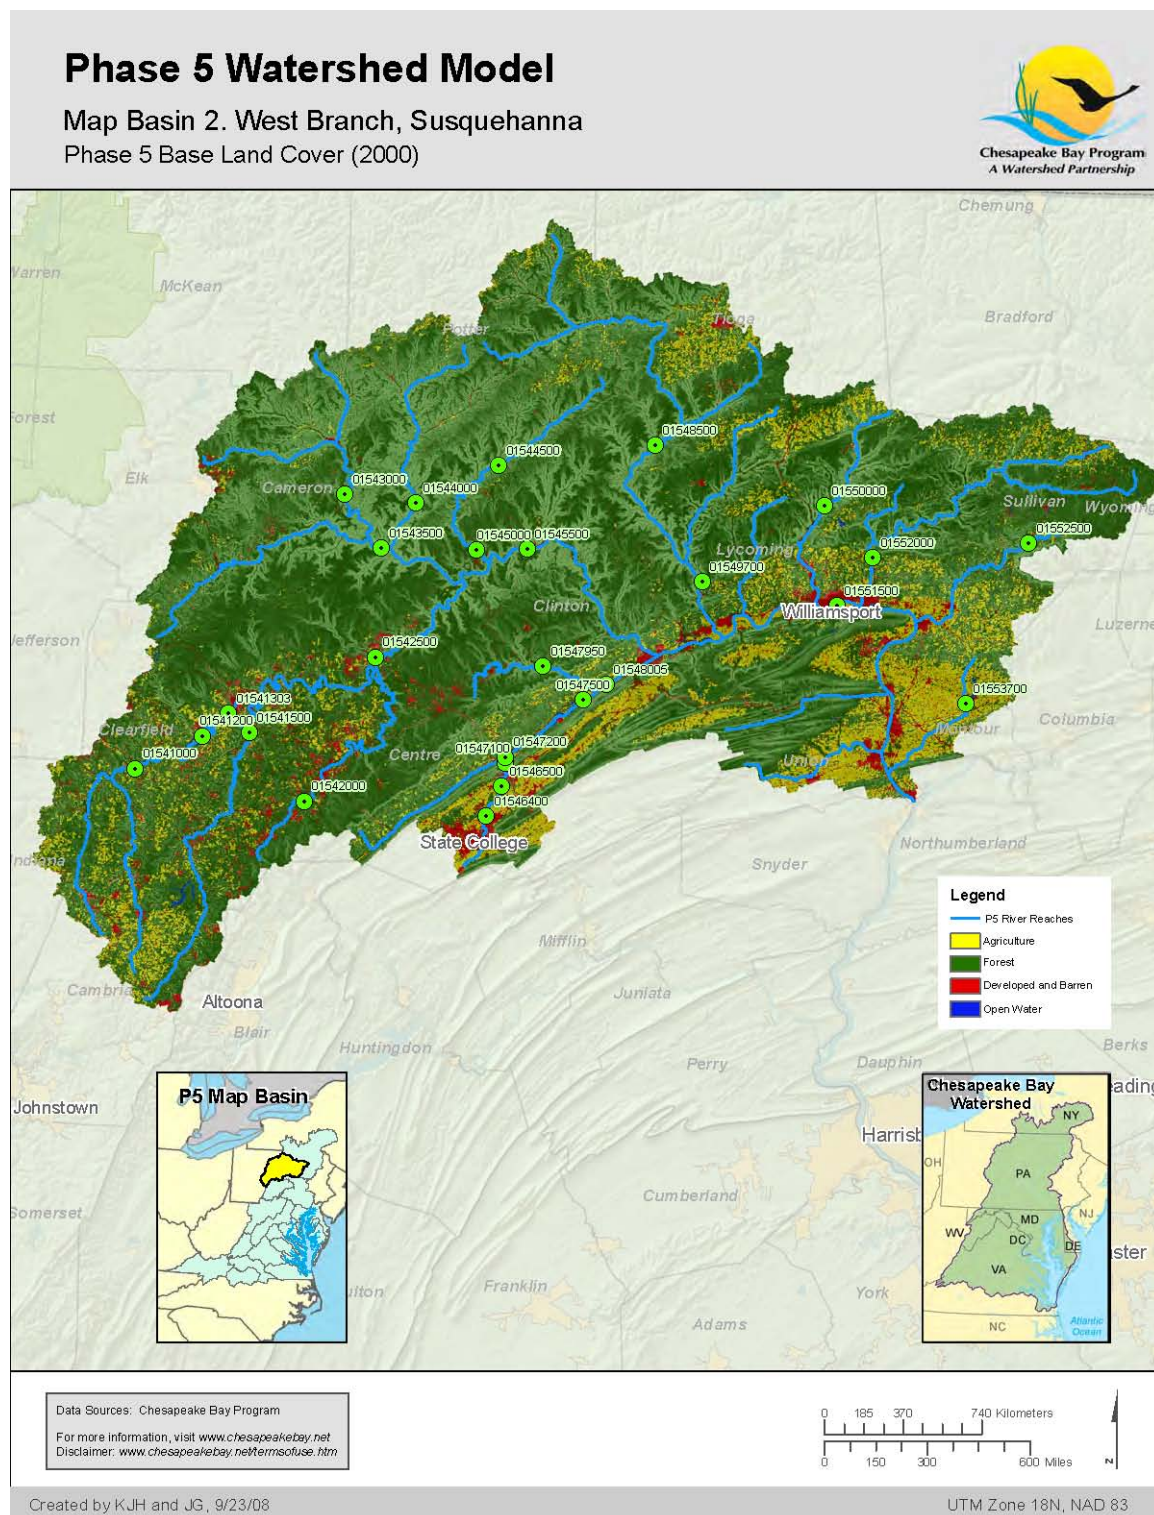 Phase 5 Watershed Model
Map Basin 2. West Branch, Susquehanna
Phase 5 Base Land Cover (2000)
Chesapeake Bay Program
A Watershed Partnership
Chemung
Warren
McKean
Potter
Tioga
Bradford
Forest
01548500
01544500
Elk
01543000
Cameron
01544000
01550000
Sullivan
Wyoming
01543500
01545000
01545500
01552000
01552500
Lycoming
01549700
01551500
Clinton
Williamsport
Jefferson
Luzerne
01542500
01547950
01548005
01547500
01541303
01553700
01541200
01541500
Clearfield
Columbia
Montour
01541000
Centre
01547100
01547200
Union
01546500
01542000
01546400
State College
Northumberland
Indiana
Snyder
Legend
P5 River Reaches
Agriculture
Forest
Developed and Barren
Open Water
Mifflin
Cambria
Altoona
Juniata
Blair
Huntingdon
Perry
Dauphin
Berks
P5 Map Basin
Chesapeake Bay
Watershed
eading
Johnstown
NY
Harrisb
OH
PA
Cumberland
Somerset
NJ
MD
WV
DC
DE
aster
VA
Franklin
ulton
York
Adams
NC
Atlantic
Ocean
Data Sources: Chesapeake Bay Program
For more information, visit www.chesapeakebay.net
Disclaimer: www.chesapeakebay.net/termsofuse.htm
0 185 370 740 Kilometers
0 150 300 600 Miles
N
Created by KJH and JG, 9/23/08
UTM Zone 18N, NAD 83